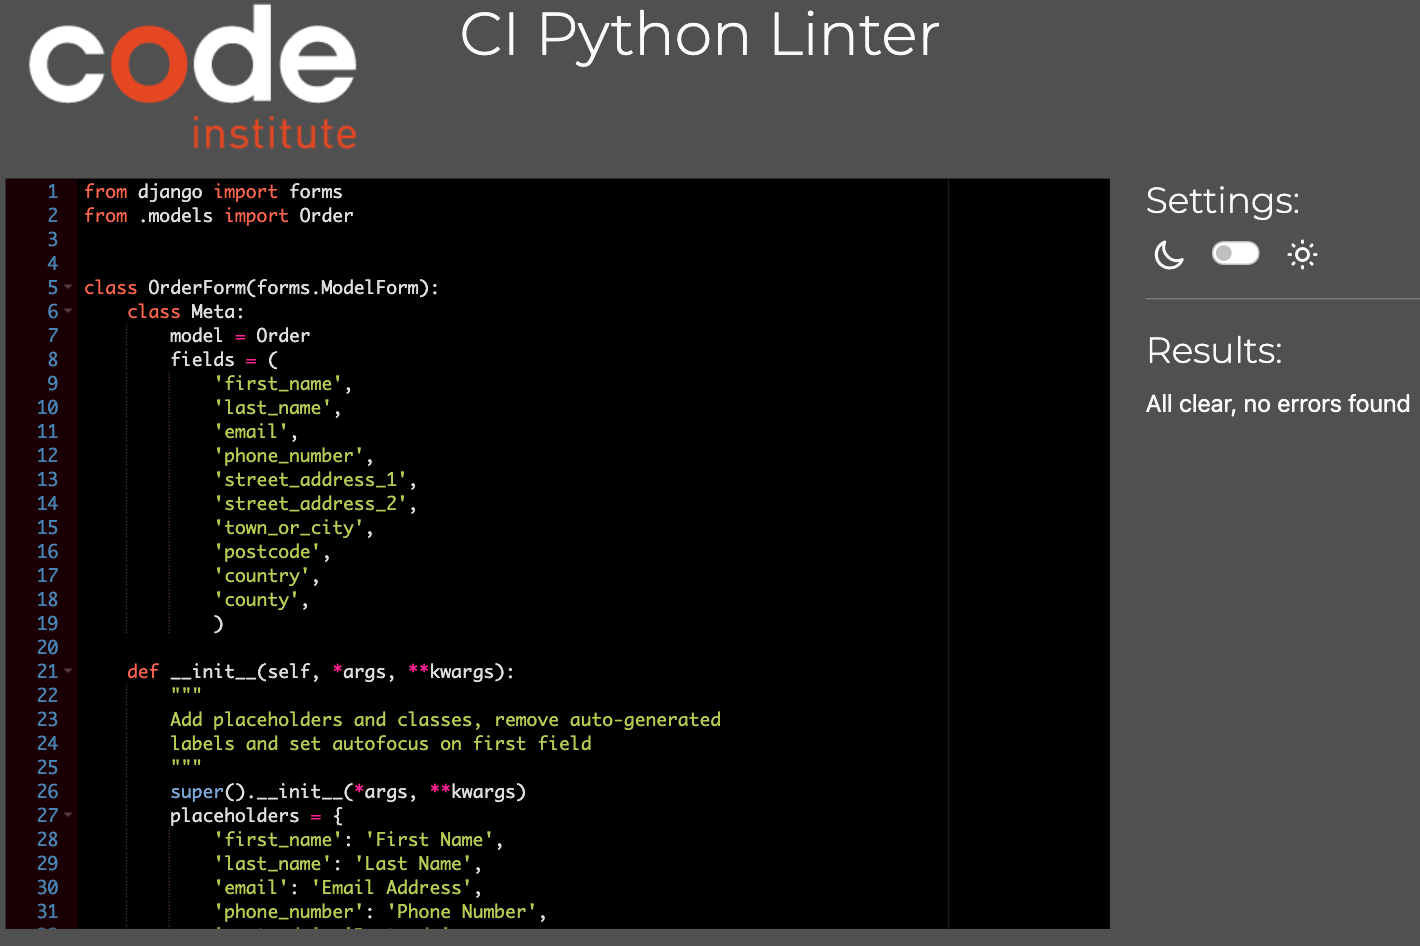 code
institute
CI Python Linter
1 from django import forms
2 from .models import Order
3
4
5 class OrderForm(forms.ModelForm):
6     class Meta:
7         model = Order
8         fields = (
9             'first_name',
10             'last_name',
11             'email',
12             'phone_number',
13             'street_address_1',
14             'street_address_2',
15             'town_or_city',
16             'postcode',
17             'country',
18             'county',
19             )
20
21     def __init__(self, *args, **kwargs):
22         """
23         Add placeholders and classes, remove auto-generated
24         labels and set autofocus on first field
25         """
26         super().__init__(*args, **kwargs)
27         placeholders = {
28             'first_name': 'First Name',
29             'last_name': 'Last Name',
30             'email': 'Email Address',
31             'phone_number': 'Phone Number',
Settings:
Results:
All clear, no errors found